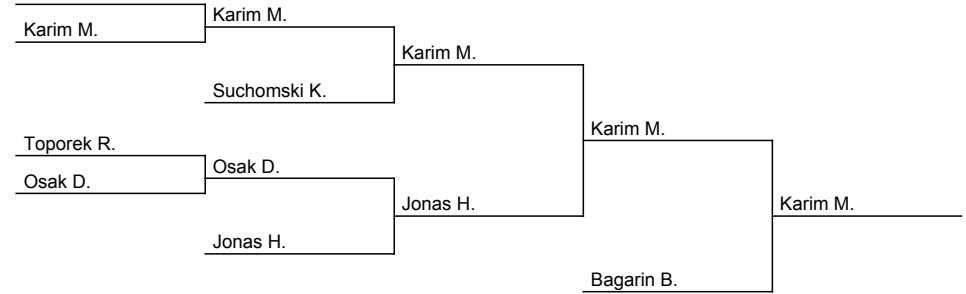 Karim M.
Karim M.
Karim M.
Suchomski K.
Karim M.
Toporek R.
Osak D.
Osak D.
Jonas H.
Karim M.
Jonas H.
Bagarin B.